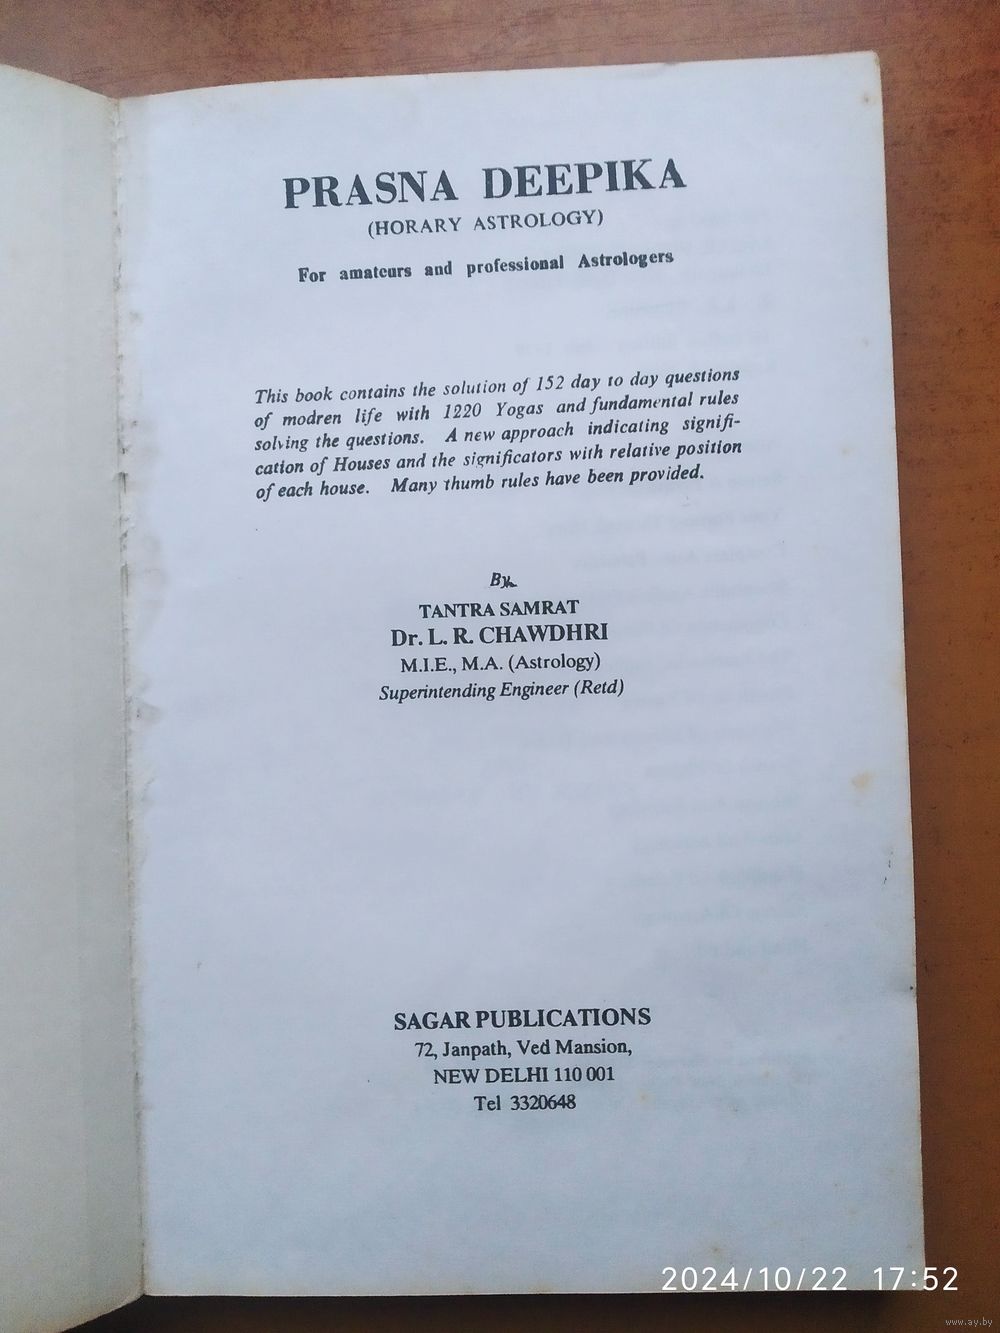 PRASNA DEEPIKA
(HORARY ASTROLOGY)
For amateurs and professional Astrologers
This book contains the solution of 152 day to day questions
of modren life with 1220 Yogas and fundamental rules
solving the questions. A new approach indicating signifi-
cation of Houses and the significators with relative position
of each house. Many thumb rules have been provided.
By
TANTRA SAMRAT
Dr. L. R. CHAWDHRI
M.I.E., M.A. (Astrology)
Superintending Engineer (Retd)
SAGAR PUBLICATIONS
72, Janpath, Ved Mansion,
NEW DELHI 110 001
Tel 3320648
2024/10/22 17:52
www.ay.by